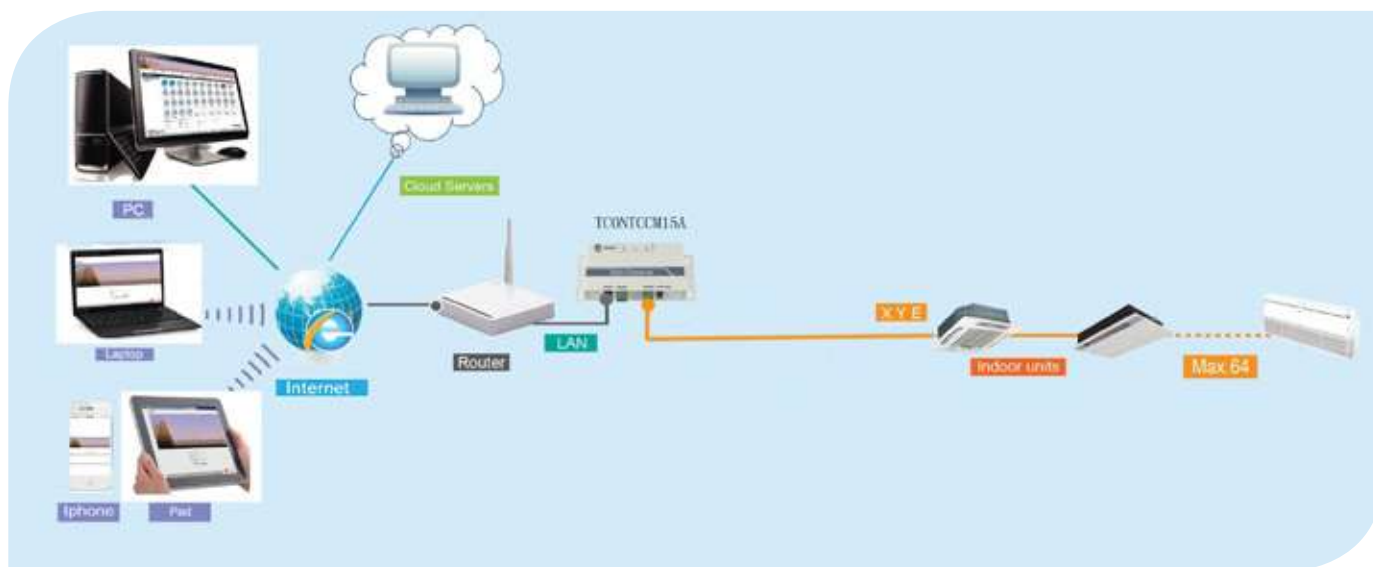 Cloud Servers
PC
TCONTCCM15A
X Y E
LAN
Laptop
Router
Indoor units
Max 64
Internet
Iphone
Pad